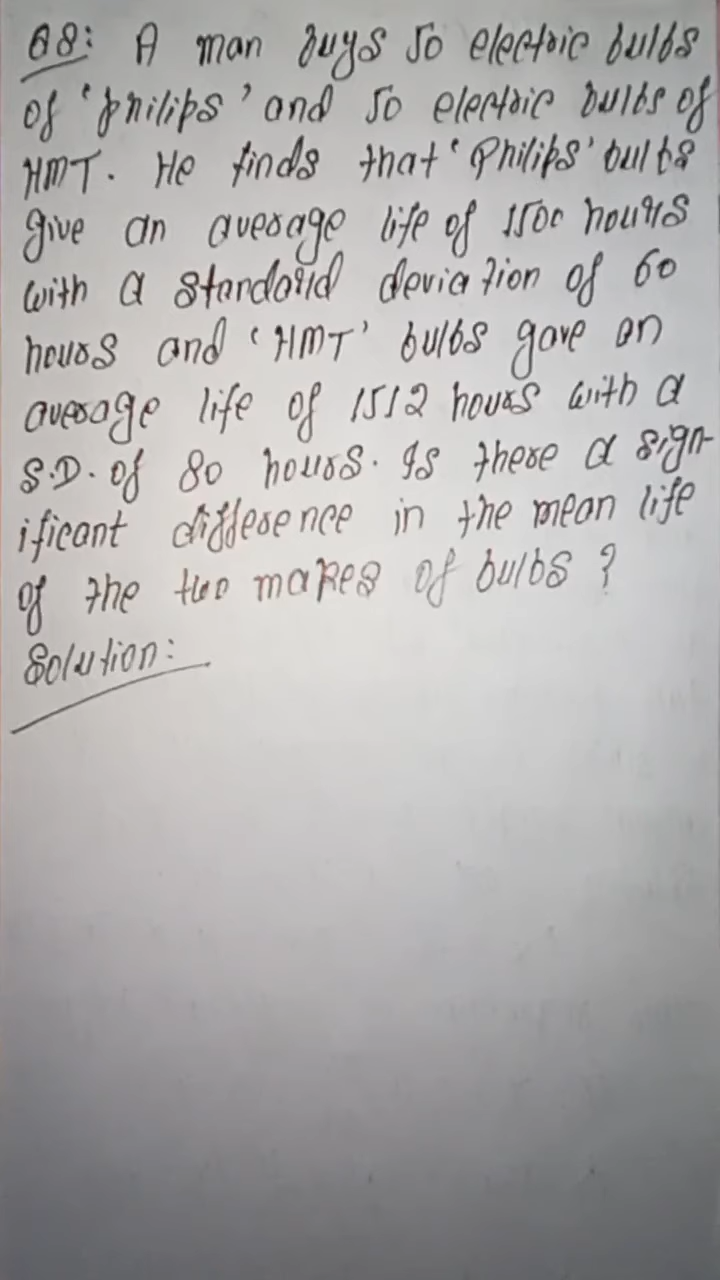 Q8: A man buys 50 electric bulbs
of 'philips' and 50 electric bulbs of
HMT. He finds that 'Philips' bulbs
give an average life of 1500 hours
with a standard deviation of 60
hours and 'HMT' bulbs gave an
average life of 1512 hours with a
S.D. of 80 hours. Is there a sign-
ificant difference in the mean life
of the two makes of bulbs ?
Solution: